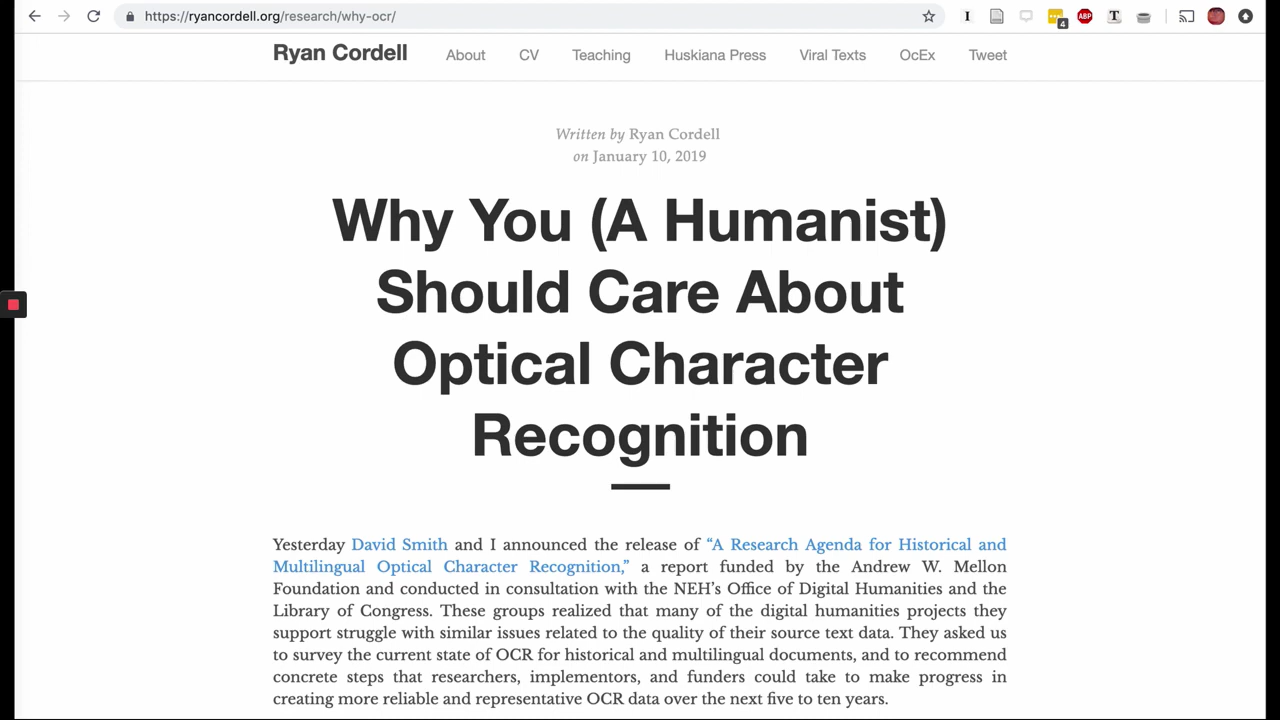 https://ryancordell.org/research/why-ocr/
I 4 ABP T
Ryan Cordell About CV Teaching Huskiana Press Viral Texts OcEx Tweet
Written by Ryan Cordell
on January 10, 2019
Why You (A Humanist)
Should Care About
Optical Character
Recognition
Yesterday David Smith and I announced the release of “A Research Agenda for Historical and
Multilingual Optical Character Recognition,” a report funded by the Andrew W. Mellon
Foundation and conducted in consultation with the NEH’s Office of Digital Humanities and the
Library of Congress. These groups realized that many of the digital humanities projects they
support struggle with similar issues related to the quality of their source text data. They asked us
to survey the current state of OCR for historical and multilingual documents, and to recommend
concrete steps that researchers, implementors, and funders could take to make progress in
creating more reliable and representative OCR data over the next five to ten years.